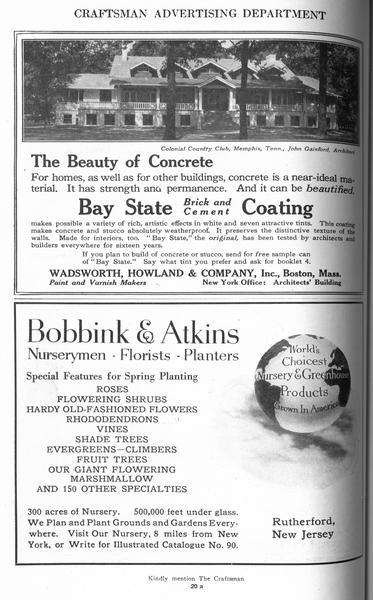 CRAFTSMAN ADVERTISING DEPARTMENT
Colonial Country Club, Memphis, Tenn., John Gaisford, Architect
The Beauty of Concrete
For homes, as well as for other buildings, concrete is a near-ideal ma-
terial. It has strength and permanence. And it can be beautified.
Bay State Brick and Cement Coating
makes possible a variety of rich, artistic effects in white and seven attractive tints. This coating
makes concrete and stucco absolutely weatherproof. It preserves the distinctive texture of the
walls. Made for interiors, too. "Bay State," the original, has been tested by architects and
builders everywhere for sixteen years.
If you plan to build of concrete or stucco, send for free sample can
of "Bay State." Say what tint you prefer and ask for booklet 4.
WADSWORTH, HOWLAND & COMPANY, Inc., Boston, Mass.
Paint and Varnish Makers New York Office: Architects' Building
Bobbink & Atkins
Nurserymen - Florists - Planters
World's
Choicest
Nursery & Greenhouse
Products
Grown in America
Special Features for Spring Planting
ROSES
FLOWERING SHRUBS
HARDY OLD-FASHIONED FLOWERS
RHODODENDRONS
VINES
SHADE TREES
EVERGREENS—CLIMBERS
FRUIT TREES
OUR GIANT FLOWERING
MARSHMALLOW
AND 150 OTHER SPECIALTIES
300 acres of Nursery. 500,000 feet under glass.
We Plan and Plant Grounds and Gardens Every-
where. Visit Our Nursery, 8 miles from New
York, or Write for Illustrated Catalogue No. 90.
Rutherford,
New Jersey
Kindly mention The Craftsman
20 a